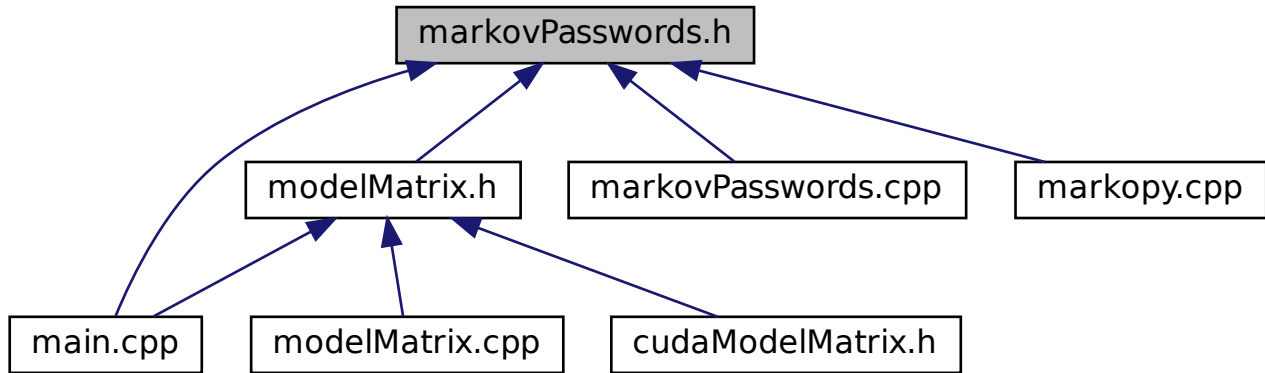 markovPasswords.h
modelMatrix.h
markovPasswords.cpp
markopy.cpp
main.cpp
modelMatrix.cpp
cudaModelMatrix.h